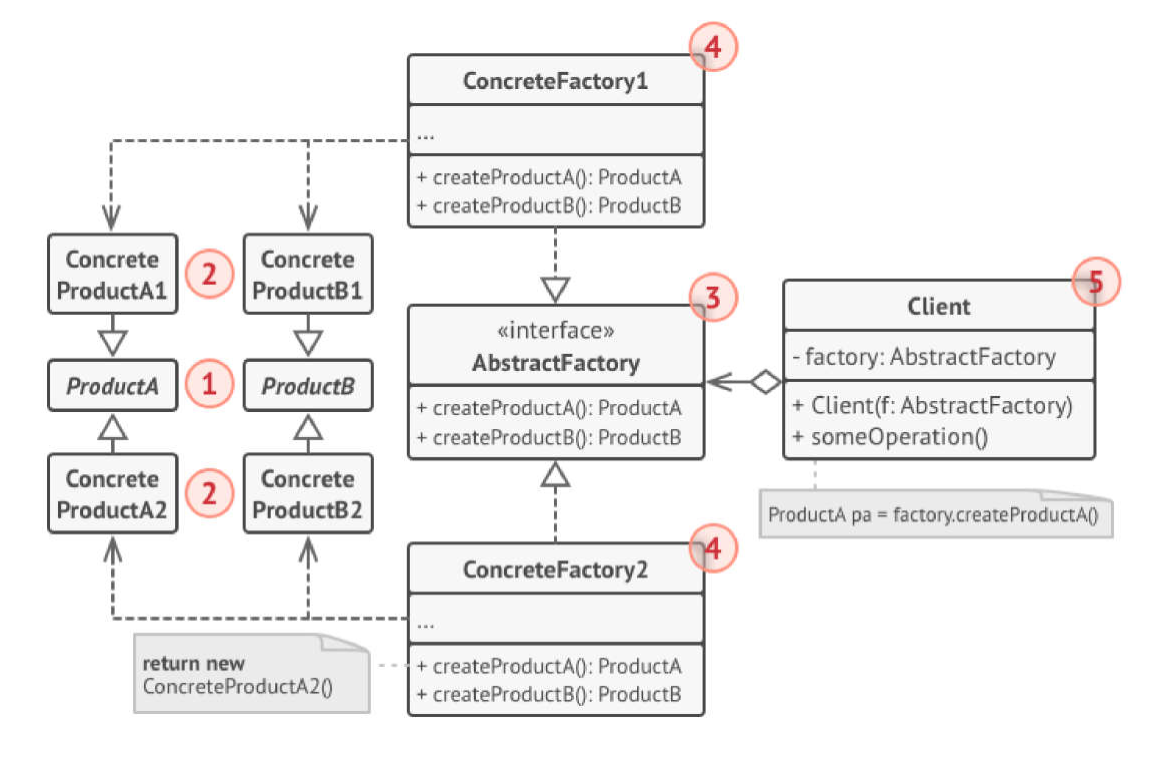 4
ConcreteFactory1
...
+ createProductA(): ProductA
+ createProductB(): ProductB
Concrete
ProductA1
2
Concrete
ProductB1
ProductA
1
ProductB
Concrete
ProductA2
2
Concrete
ProductB2
3
«interface»
AbstractFactory
+ createProductA(): ProductA
+ createProductB(): ProductB
5
Client
- factory: AbstractFactory
+ Client(f: AbstractFactory)
+ someOperation()
ProductA pa = factory.createProductA()
4
ConcreteFactory2
...
+ createProductA(): ProductA
+ createProductB(): ProductB
return new
ConcreteProductA2()